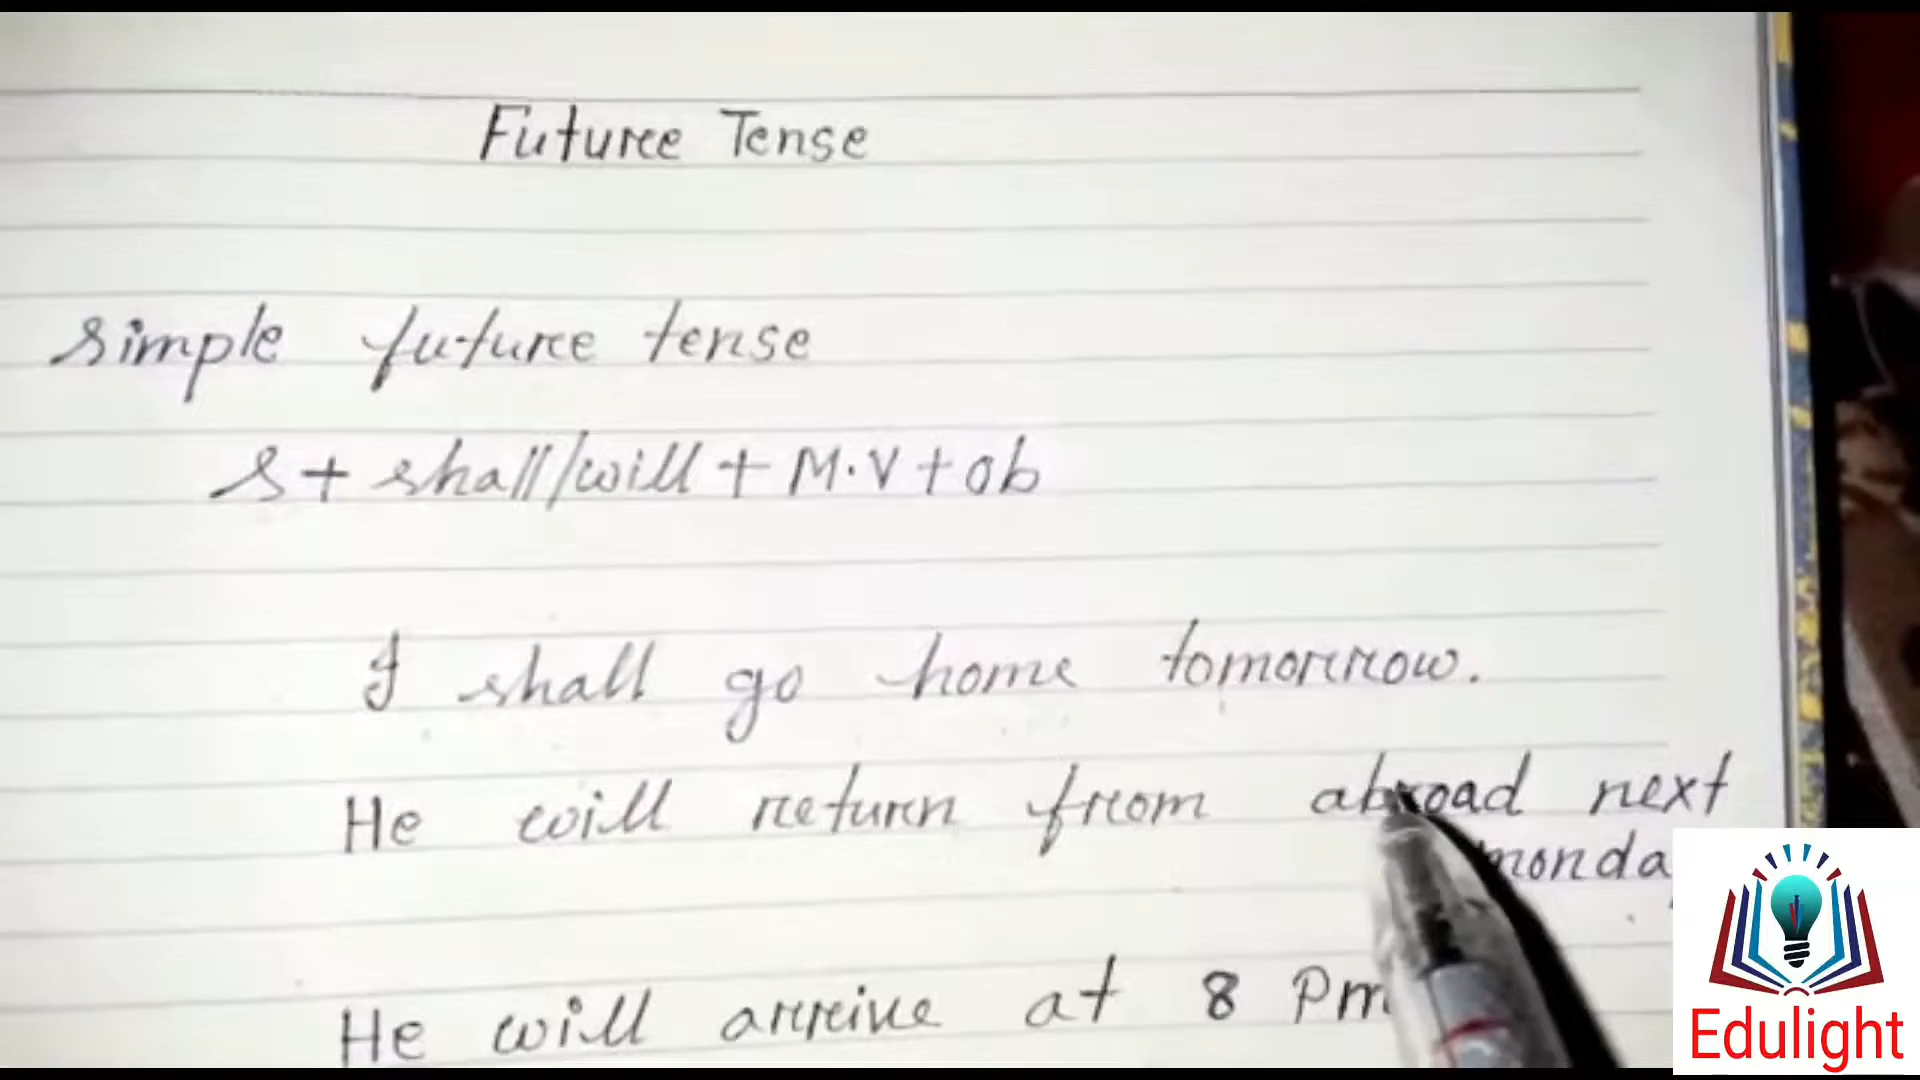 Future Tense
simple future tense
S + shall/will + M.V + ob
I shall go home tomorrow.
He will return from abroad next
He will arrive at 8 Pm
Edulight